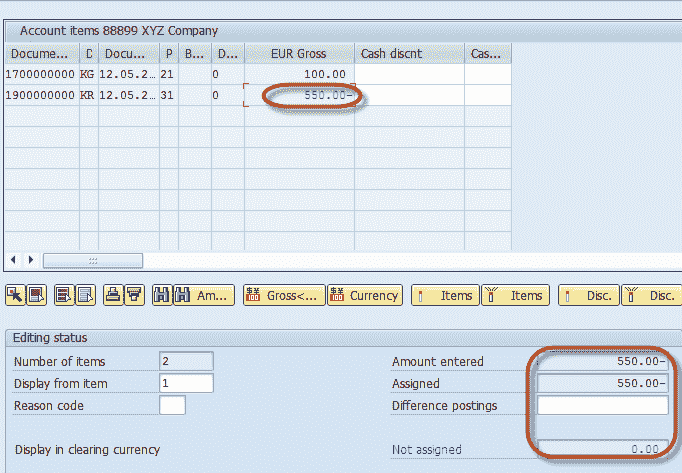 Account items 88899 XYZ Company
Docume... D Docu... P B... D... EUR Gross Cash discnt Cas...
1700000000 KG 12.05.2... 21 0 100.00
1900000000 KR 12.05.2... 31 0 550.00-
Am... Gross<... Currency Items Items Disc. Disc.
Editing status
Number of items 2 Amount entered 550.00-
Display from item 1 Assigned 550.00-
Reason code Difference postings
Display in clearing currency Not assigned 0.00